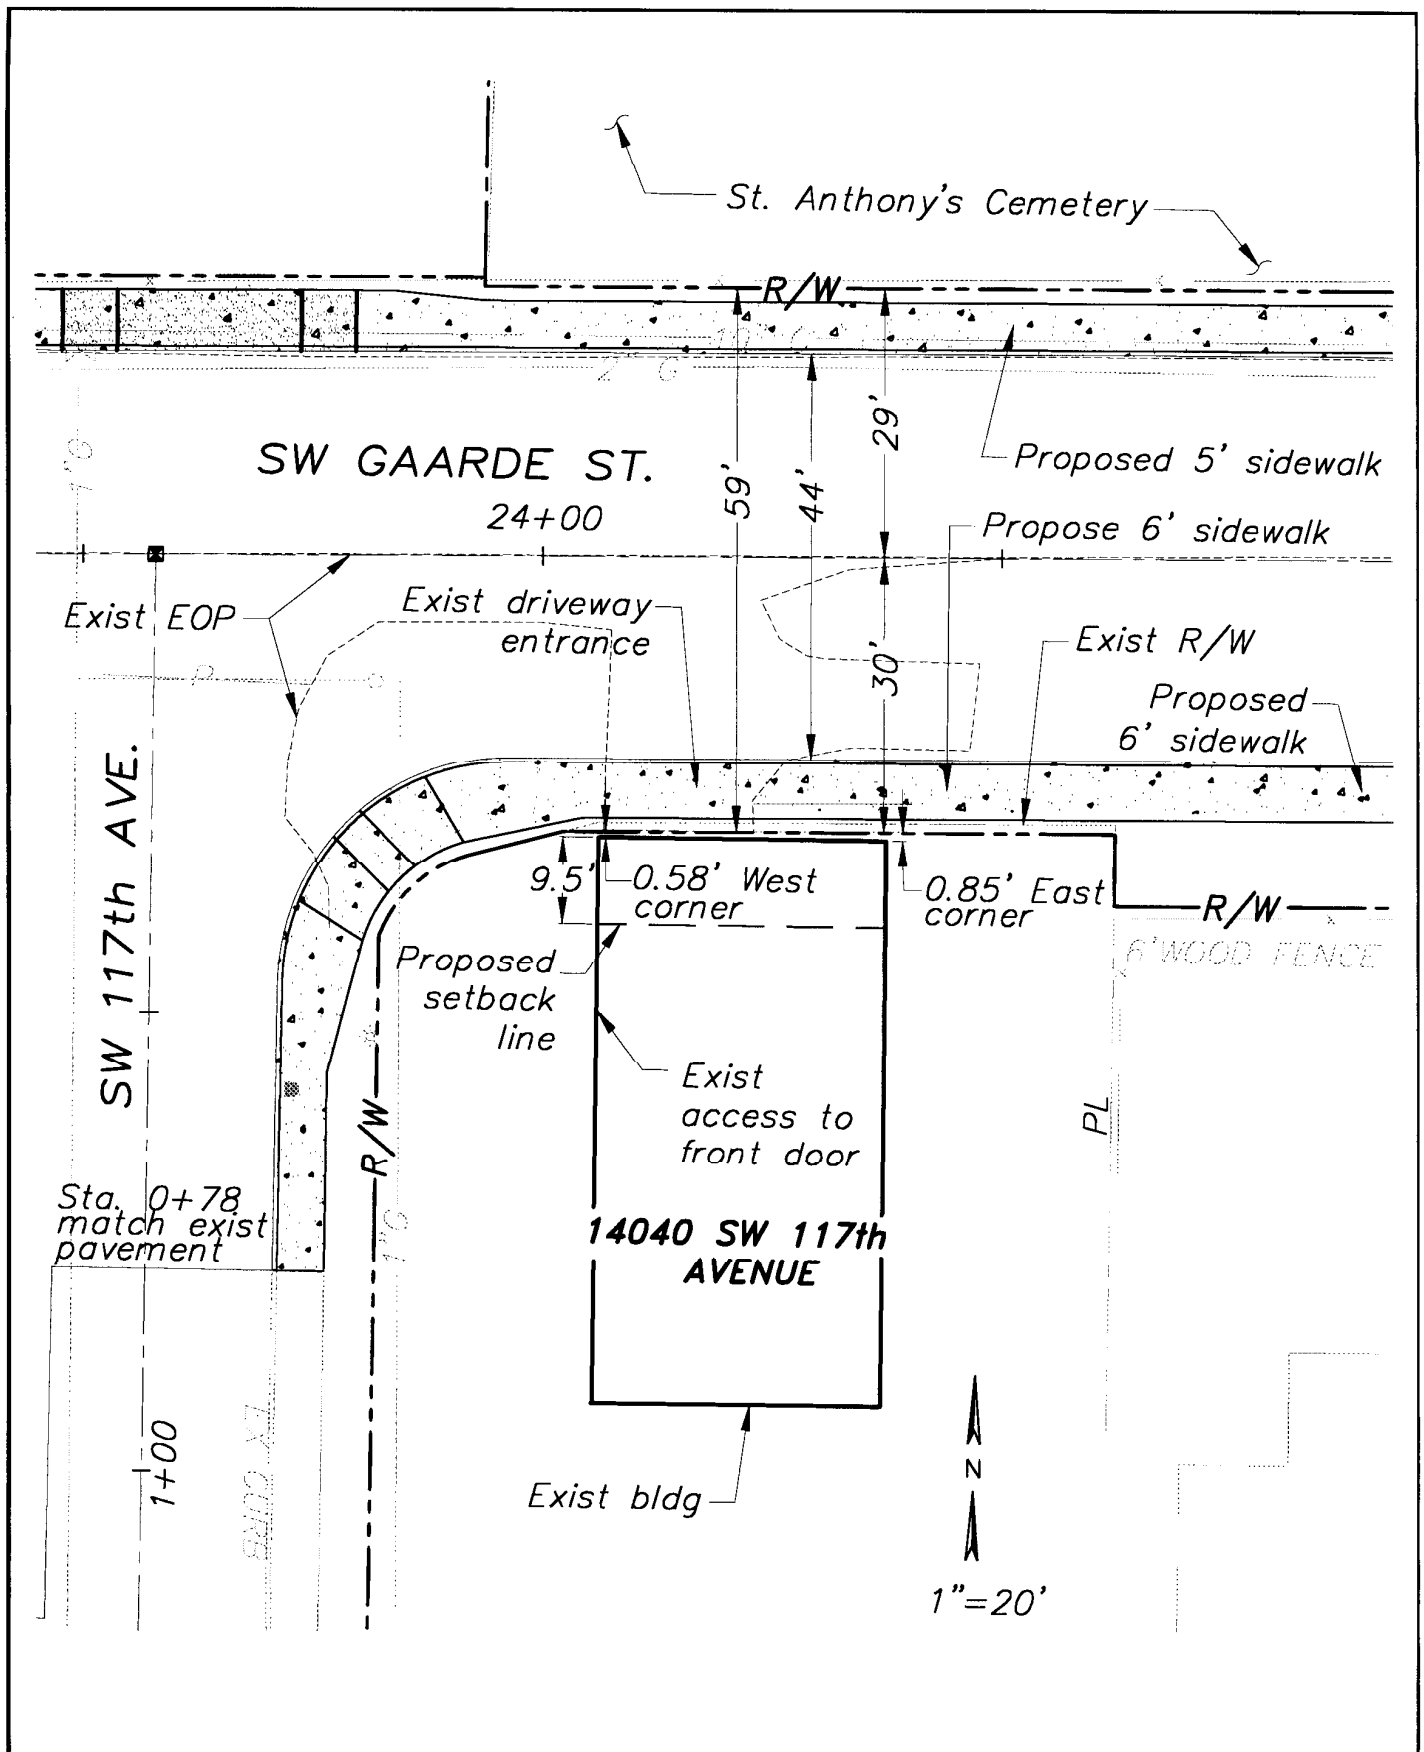 St. Anthony's Cemetery
R/W
2" G
1"G
29'
SW GAARDE ST.
59'
44'
Proposed 5' sidewalk
24+00
Propose 6' sidewalk
Exist EOP
Exist driveway
entrance
30'
Exist R/W
P
Proposed
6' sidewalk
SW 117th AVE.
9.5'
0.58' West
corner
0.85' East
corner
R/W
6'WOOD FENCE
Proposed
setback
line
Exist
access to
front door
PL
R/W
Sta. 0+78
match exist
pavement
1"G
14040 SW 117th
AVENUE
1+00
EX CURB
Exist bldg
N
1"=20'